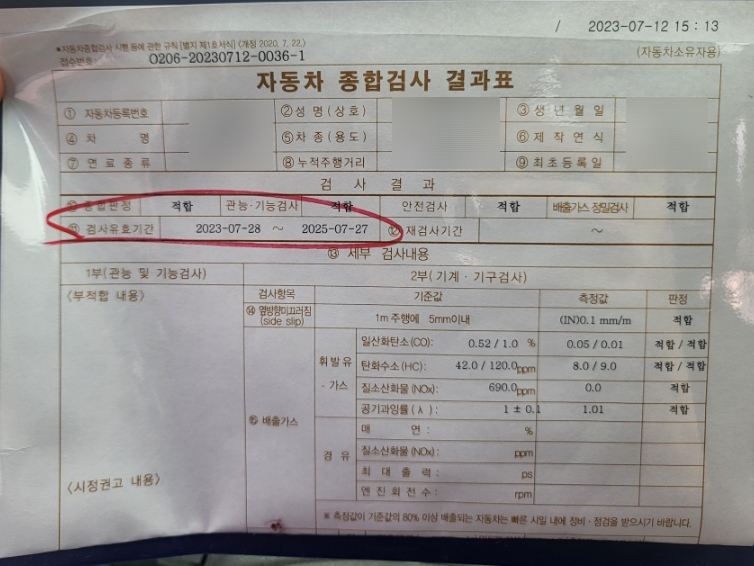 / 2023-07-12 15:13
•자동차종합검사 시행 등에 관한 규칙 [별지 제1호서식] (개정 2020. 7. 22.)
접수번호: O206-20230712-0036-1 (자동차소유자용)
자동차 종합검사 결과표
① 자동차등록번호 ② 성 명 (상 호) ③ 생 년 월 일
④ 차 명 ⑤ 차 종 (용 도) ⑥ 제 작 연 식
⑦ 연 료 종 류 ⑧ 누적주행거리 ⑨ 최 초 등 록 일
검 사 결 과
⑩ 종합판정 적합 관능·기능검사 적합 안전검사 적합 배출가스 정밀검사 적합
⑪ 검사유효기간 2023-07-28 ~ 2025-07-27 ⑫ 재검사기간 ~
⑬ 세부 검사내용
1부(관능 및 기능검사) 2부(기계·기구검사)
<부적합 내용> 검사항목 기준값 측정값 판정
⑭ 옆방향미끄러짐 (side slip) 1m 주행에 5mm이내 (IN)0.1 mm/m 적합
⑮ 배출가스
휘발유·가스
일산화탄소(CO): 0.52 / 1.0 % 0.05 / 0.01 적합 / 적합
탄화수소(HC): 42.0 / 120.0 ppm 8.0 / 9.0 적합 / 적합
질소산화물(NOx): 690.0 ppm 0.0 적합
공기과잉률(λ): 1 ± 0.1 1.01 적합
경 유
매 연: %
질소산화물(NOx): ppm
최 대 출 력: ps
엔 진 회 전 수: rpm
<시정권고 내용>
※ 측정값이 기준값의 80% 이상 배출되는 자동차는 빠른 시일 내에 정비·점검을 받으시기 바랍니다.